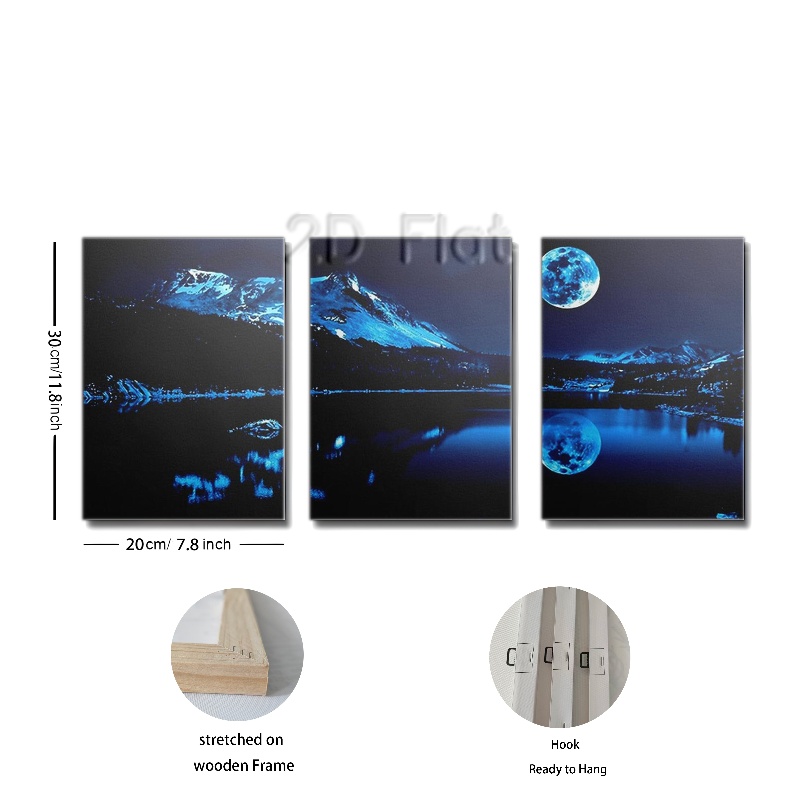 2D Flat
30cm/11.8inch
20cm/ 7.8 inch
stretched on
wooden Frame
Hook
Ready to Hang